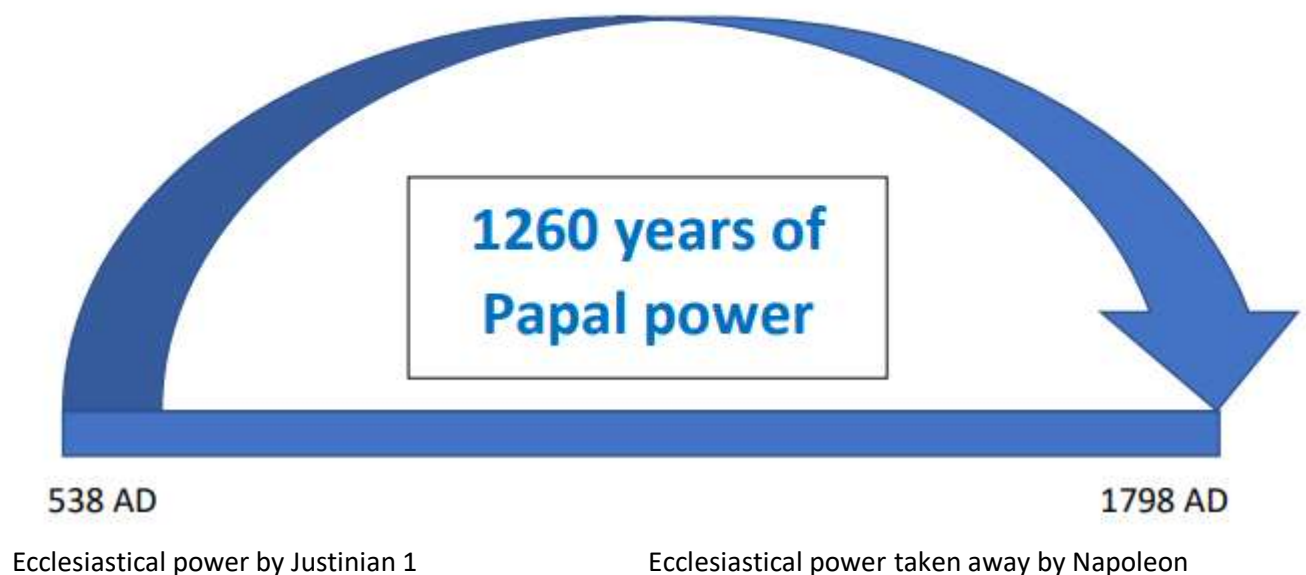 1260 years of
Papal power
538 AD
1798 AD
Ecclesiastical power by Justinian 1
Ecclesiastical power taken away by Napoleon